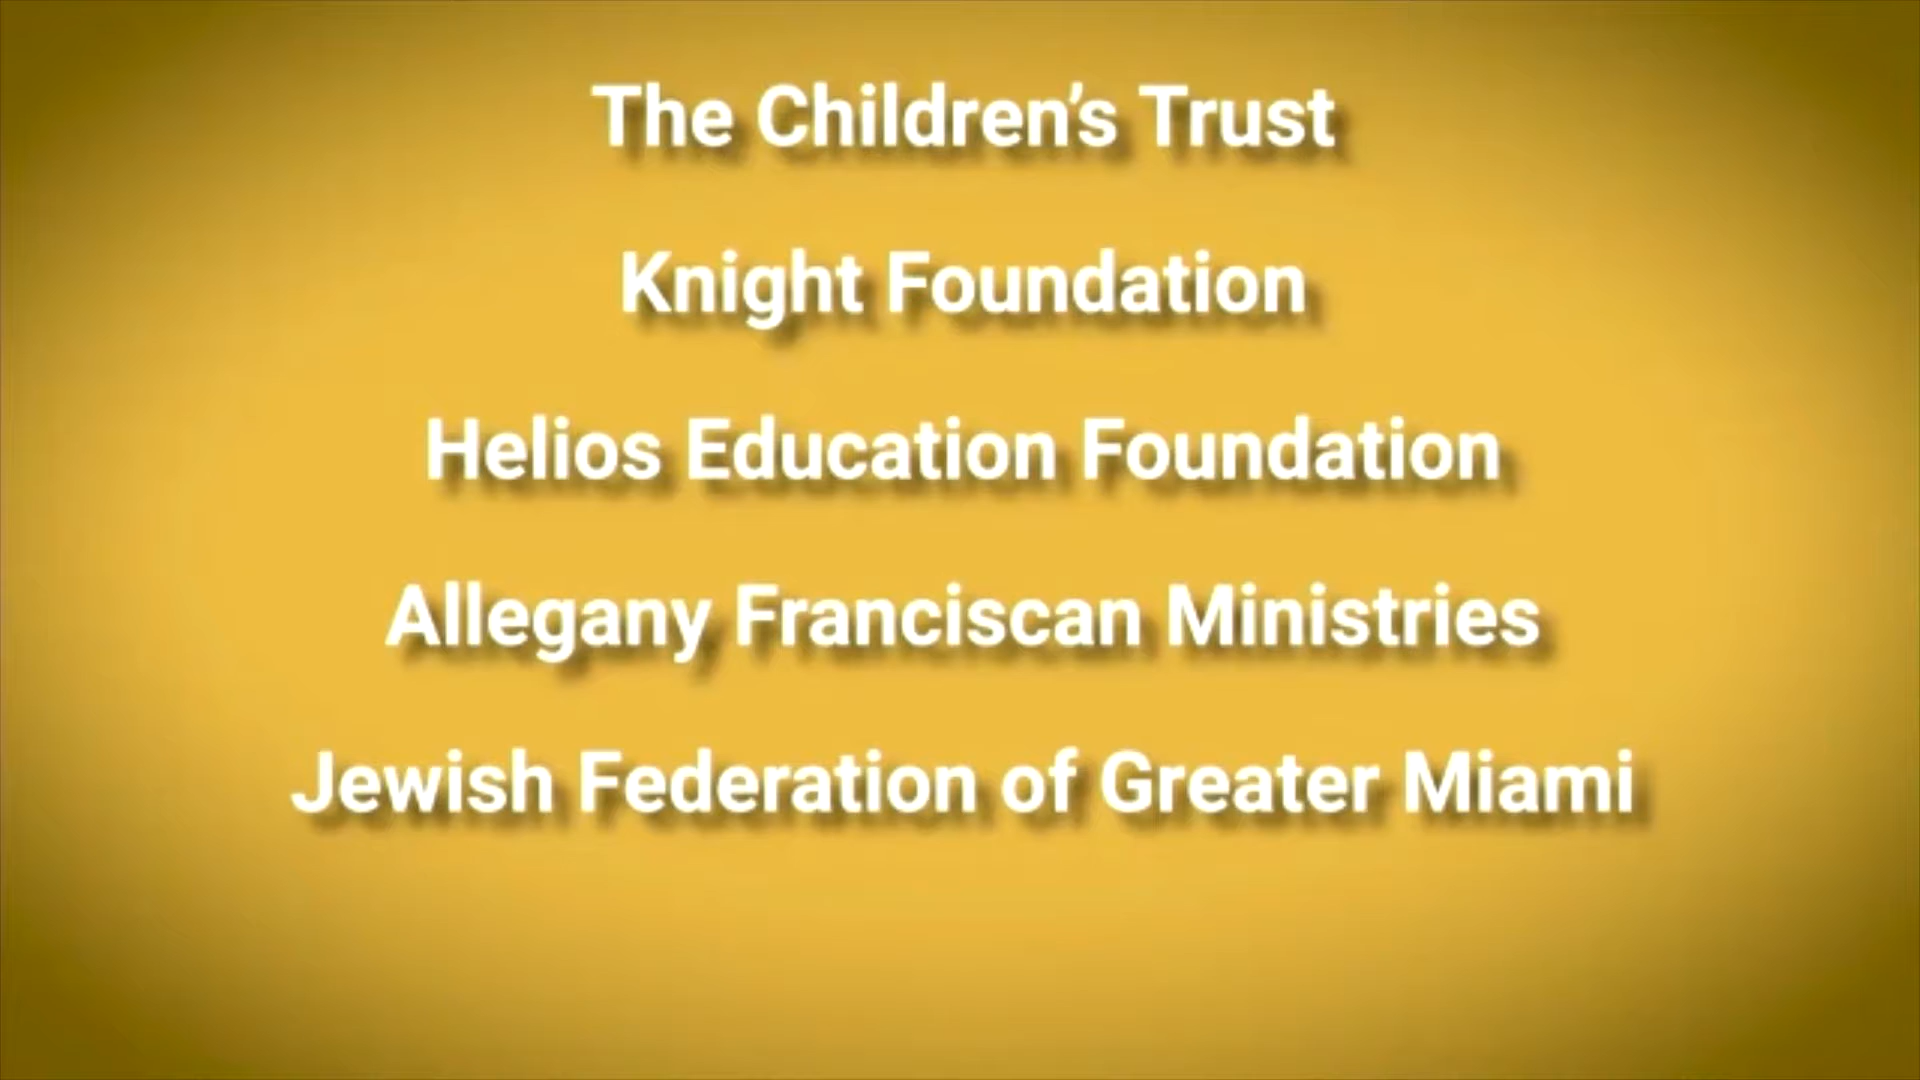 The Children’s Trust
Knight Foundation
Helios Education Foundation
Allegany Franciscan Ministries
Jewish Federation of Greater Miami